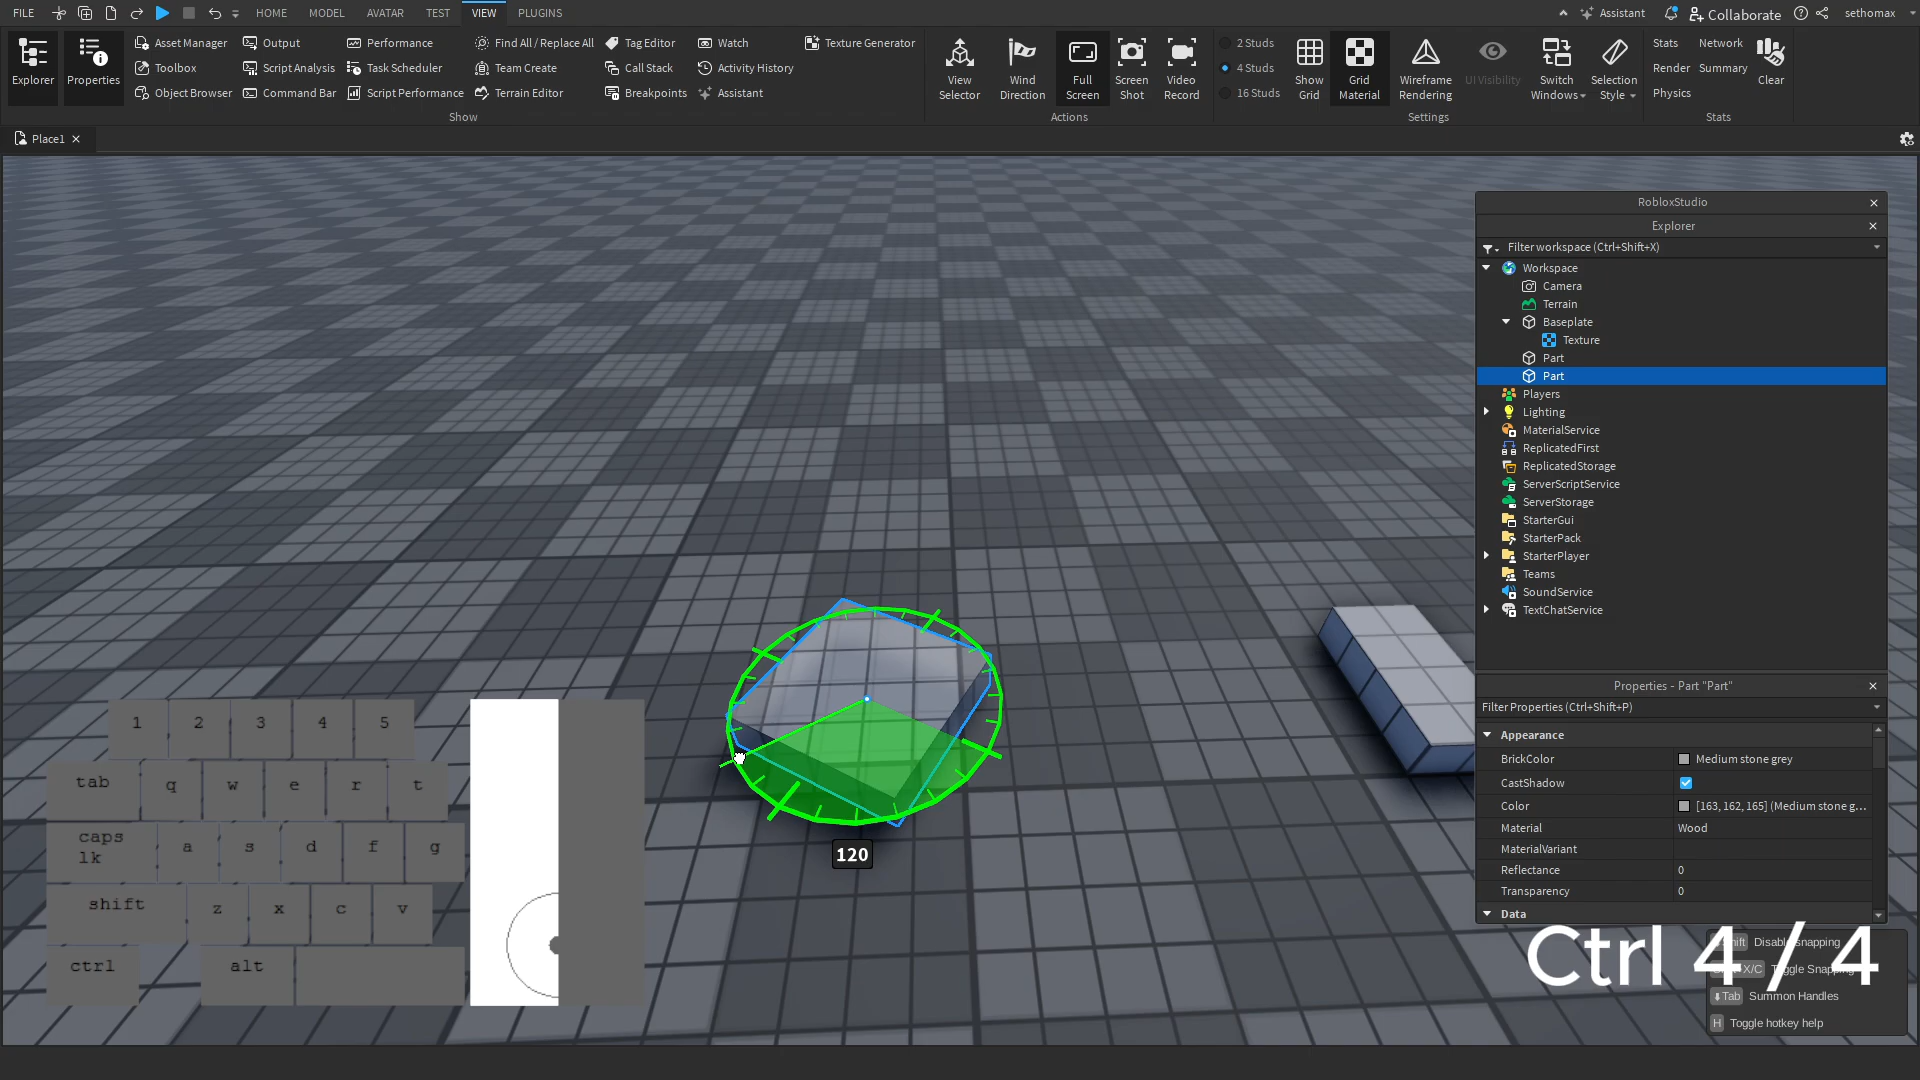 FILE HOME MODEL AVATAR TEST VIEW PLUGINS Assistant Collaborate sethomax
Explorer
Properties
Asset Manager Output Performance Find All / Replace All Tag Editor Watch Texture Generator
Toolbox Script Analysis Task Scheduler Team Create Call Stack Activity History
Object Browser Command Bar Script Performance Terrain Editor Breakpoints Assistant
Show
View Selector
Wind Direction
Full Screen
Screen Shot
Video Record
Actions
2 Studs
4 Studs
16 Studs
Show Grid
Grid Material
Wireframe Rendering
UI Visibility
Switch Windows
Selection Style
Settings
Stats Network
Render Summary
Physics
Clear
Stats
Place1
RobloxStudio
Explorer
Filter workspace (Ctrl+Shift+X)
Workspace
Camera
Terrain
Baseplate
Texture
Part
Part
Players
Lighting
MaterialService
ReplicatedFirst
ReplicatedStorage
ServerScriptService
ServerStorage
StarterGui
StarterPack
StarterPlayer
Teams
SoundService
TextChatService
Properties - Part "Part"
Filter Properties (Ctrl+Shift+P)
Appearance
BrickColor Medium stone grey
CastShadow
Color [163, 162, 165] (Medium stone g...
Material Wood
MaterialVariant
Reflectance 0
Transparency 0
Data
1 2 3 4 5
tab q w e r t
caps lk a s d f g
shift z x c v
ctrl alt
120
Ctrl 4 / 4
Disable snapping
X/C Toggle Snapping
Tab Summon Handles
H Toggle hotkey help